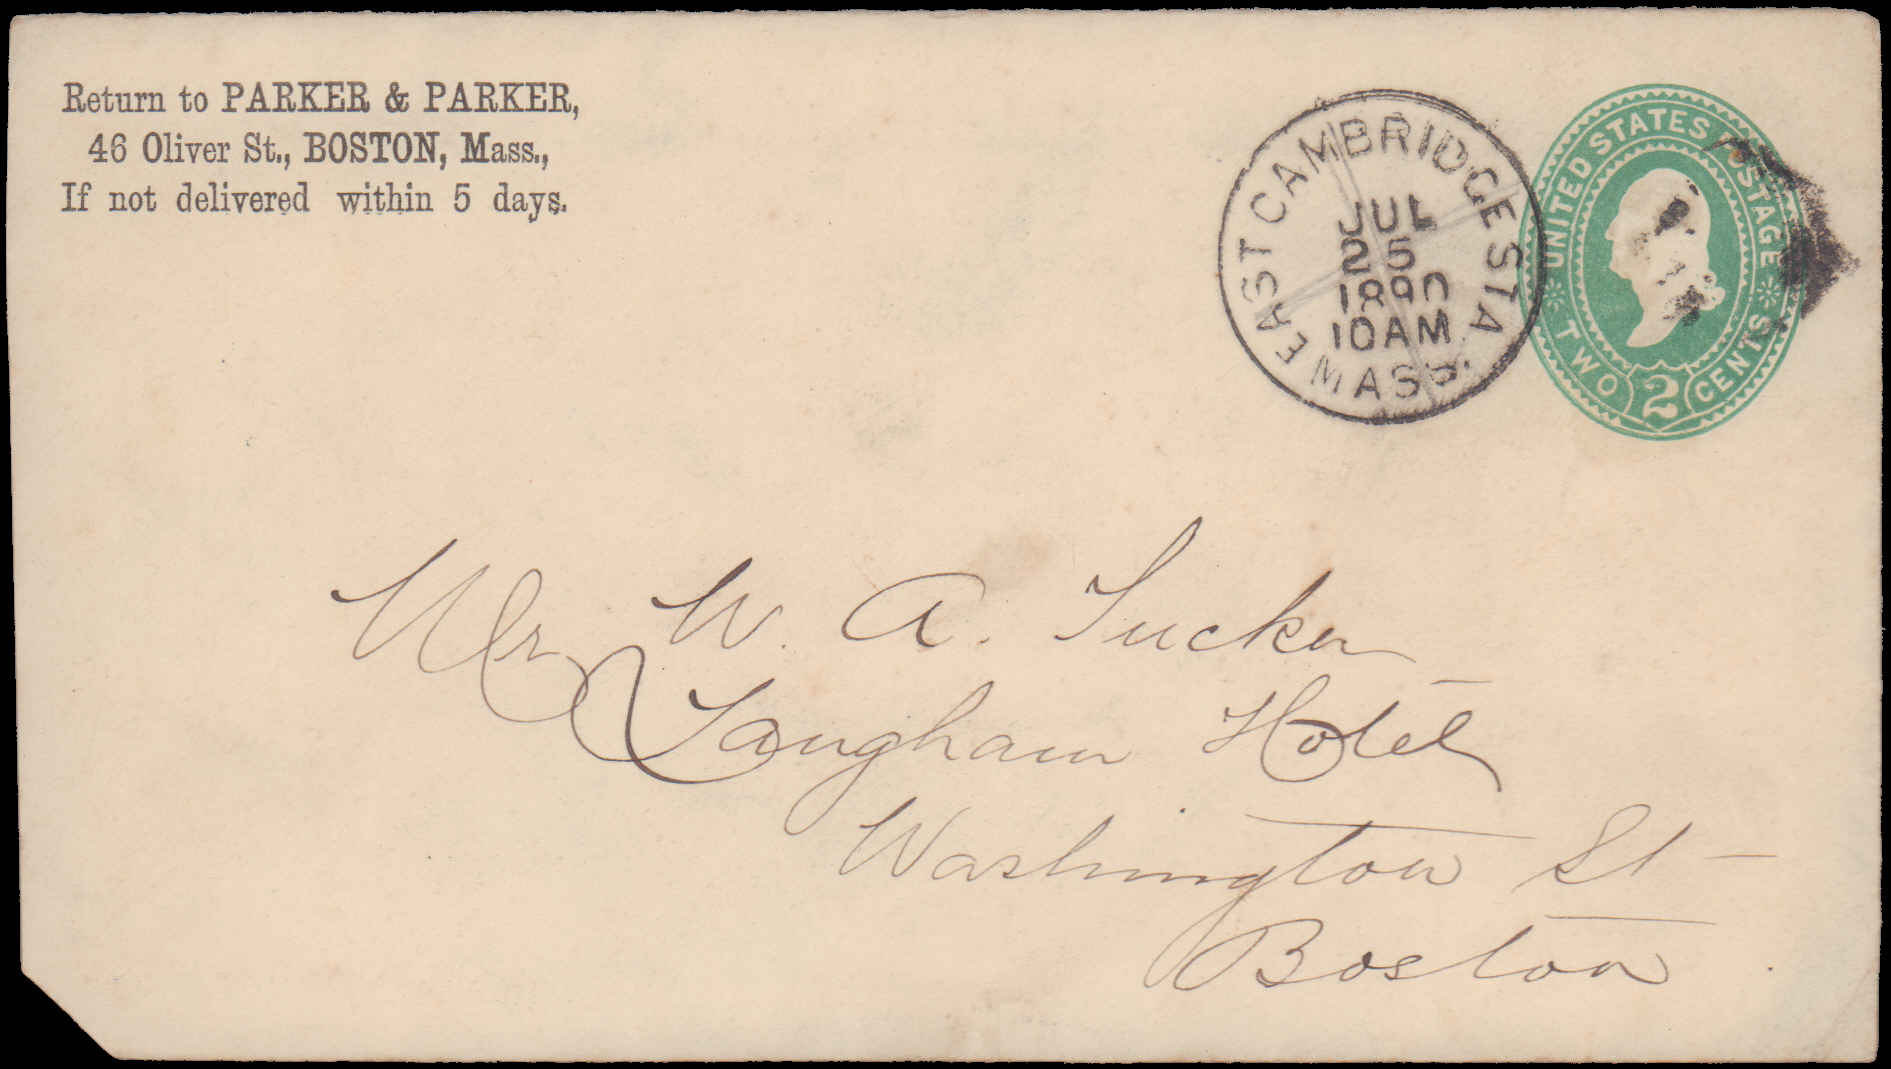 Return to PARKER & PARKER,
46 Oliver St., BOSTON, Mass.,
If not delivered within 5 days.
EAST CAMBRIDGE STA
MASS.
JUL
25
1890
10AM
UNITED STATES POSTAGE
TWO 2 CENTS
Mr W. A. Tucker
Langham Hotel
Washington St
Boston